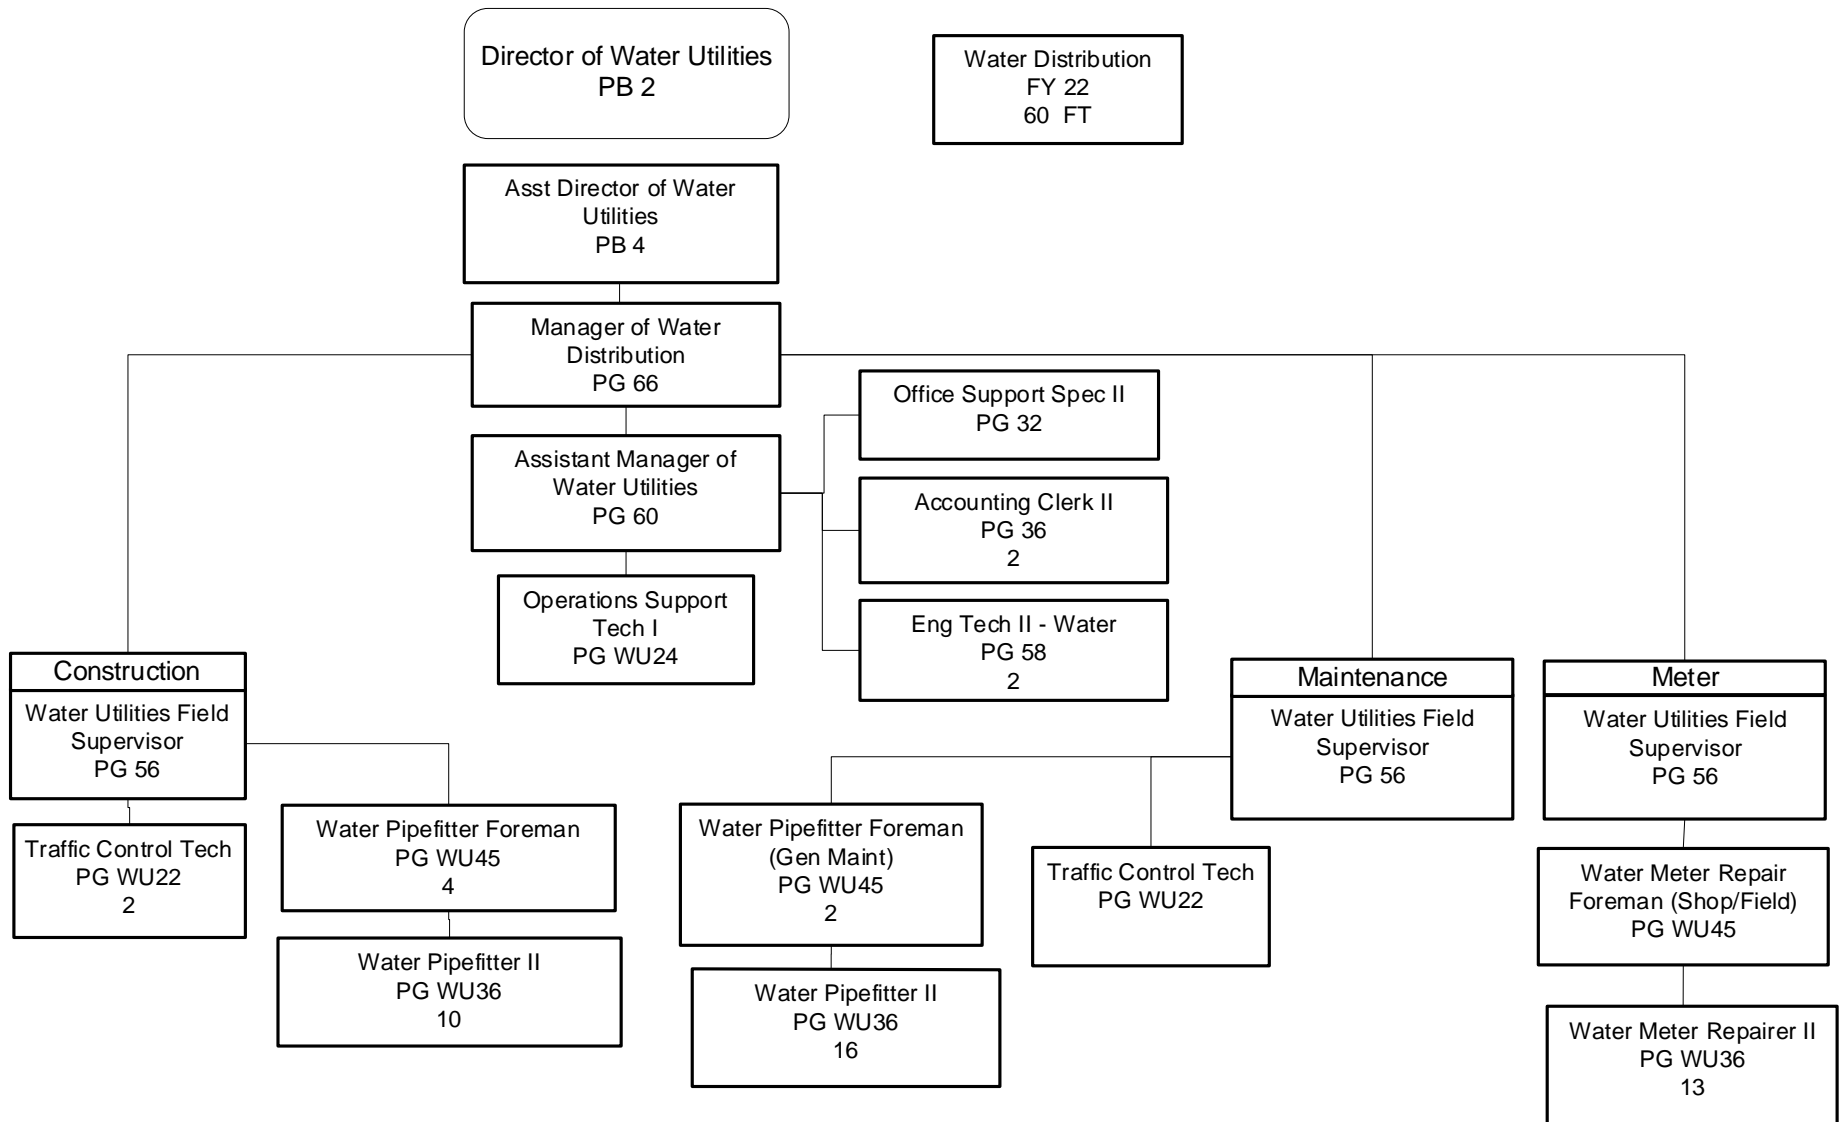 Director of Water Utilities
PB 2
Water Distribution
FY 22
60 FT
Asst Director of Water
Utilities
PB 4
Manager of Water
Distribution
PG 66
Office Support Spec II
PG 32
Assistant Manager of
Water Utilities
PG 60
Accounting Clerk II
PG 36
2
Operations Support
Tech I
PG WU24
Eng Tech II - Water
PG 58
2
Construction
Water Utilities Field
Supervisor
PG 56
Maintenance
Water Utilities Field
Supervisor
PG 56
Meter
Water Utilities Field
Supervisor
PG 56
Traffic Control Tech
PG WU22
2
Water Pipefitter Foreman
PG WU45
4
Water Pipefitter II
PG WU36
10
Water Pipefitter Foreman
(Gen Maint)
PG WU45
2
Water Pipefitter II
PG WU36
16
Traffic Control Tech
PG WU22
Water Meter Repair
Foreman (Shop/Field)
PG WU45
Water Meter Repairer II
PG WU36
13